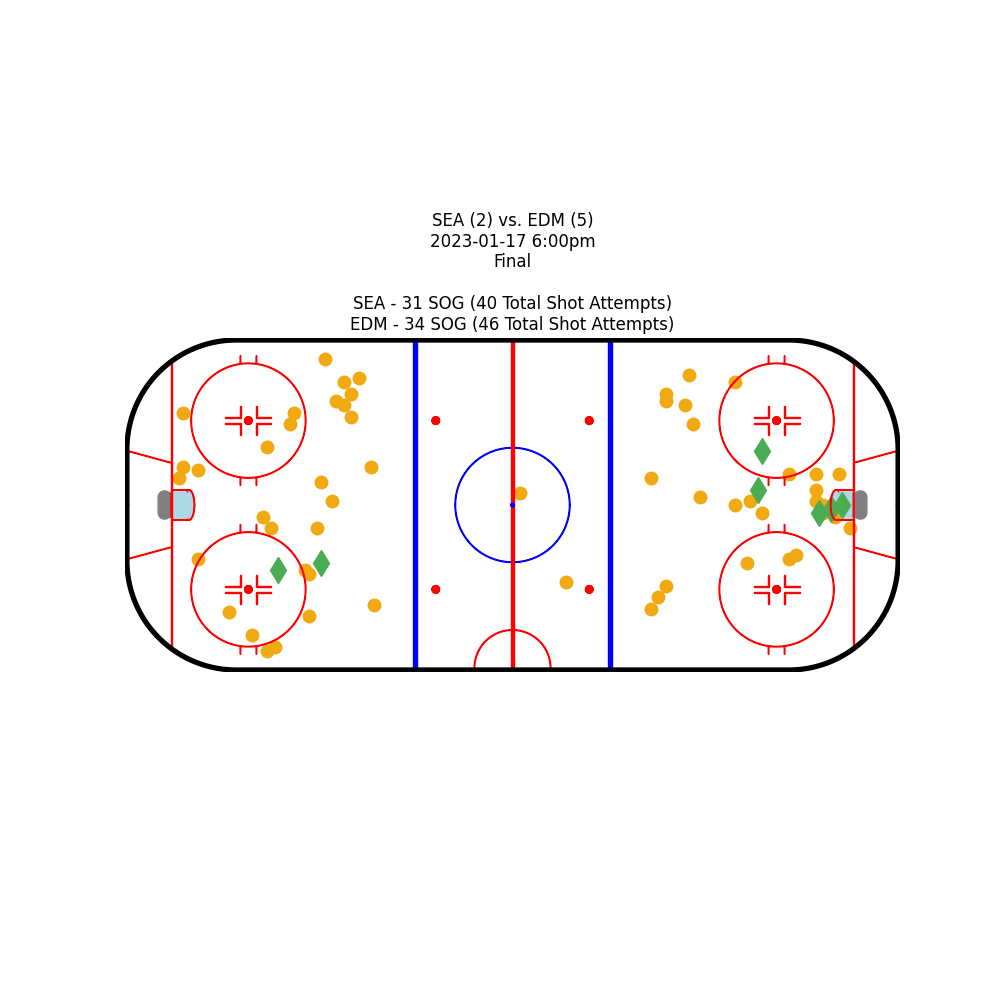 SEA (2) vs. EDM (5)
2023-01-17 6:00pm
Final
SEA - 31 SOG (40 Total Shot Attempts)
EDM - 34 SOG (46 Total Shot Attempts)